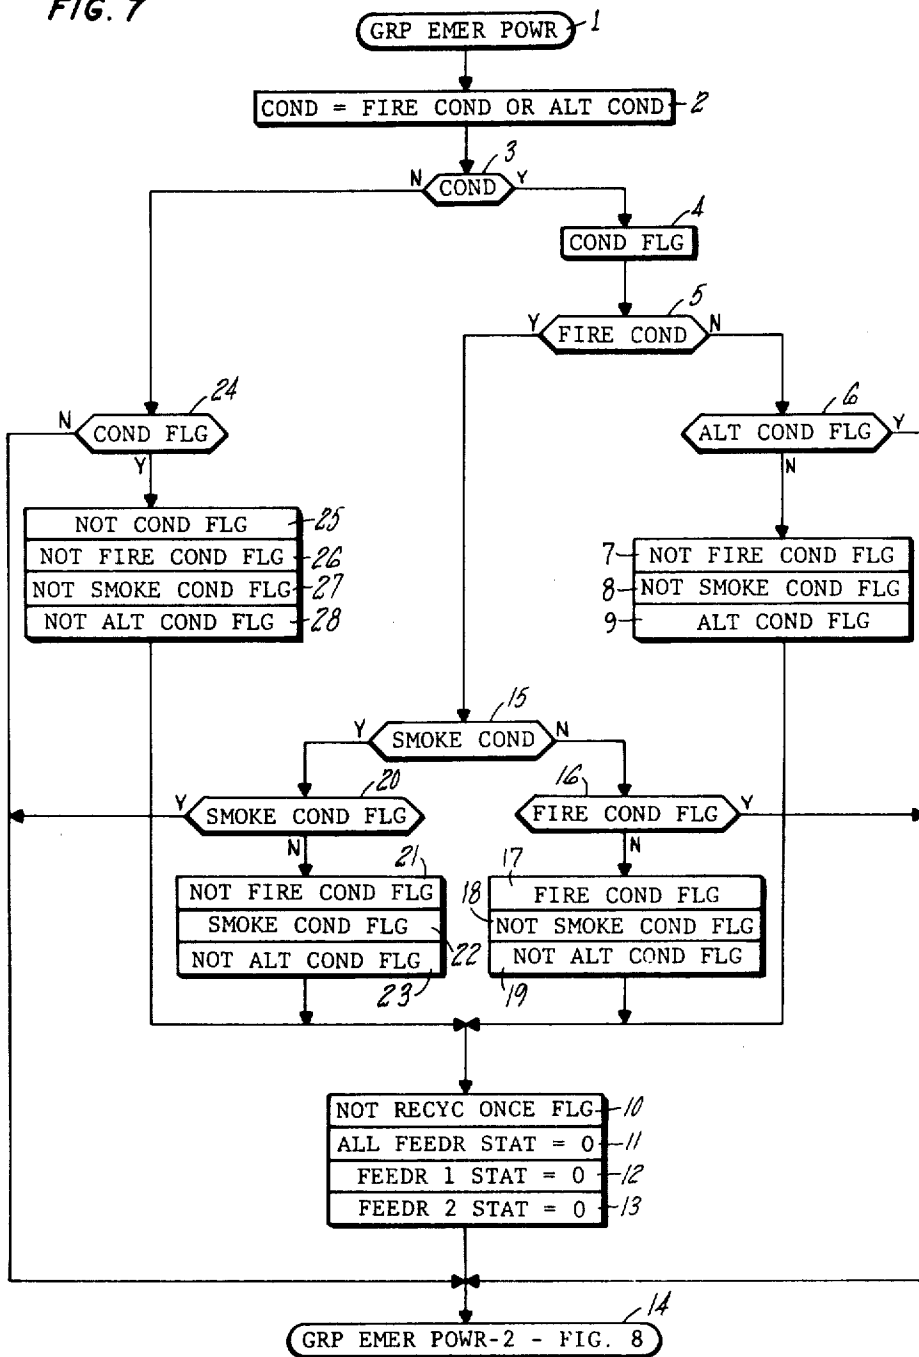 FIG. 7
GRP EMER POWR 1
COND = FIRE COND OR ALT COND 2
3
N COND Y
4
COND FLG
5
Y FIRE COND N
24
N COND FLG
Y
6
ALT COND FLG Y
N
NOT COND FLG 25
NOT FIRE COND FLG 26
NOT SMOKE COND FLG 27
NOT ALT COND FLG 28
7 NOT FIRE COND FLG
8 NOT SMOKE COND FLG
9 ALT COND FLG
15
Y SMOKE COND N
20
Y SMOKE COND FLG
N
16
FIRE COND FLG Y
N
21
NOT FIRE COND FLG
SMOKE COND FLG 22
NOT ALT COND FLG
23
17
FIRE COND FLG
18 NOT SMOKE COND FLG
NOT ALT COND FLG
19
NOT RECYC ONCE FLG 10
ALL FEEDR STAT = 0 11
FEEDR 1 STAT = 0 12
FEEDR 2 STAT = 0 13
14
GRP EMER POWR-2 - FIG. 8